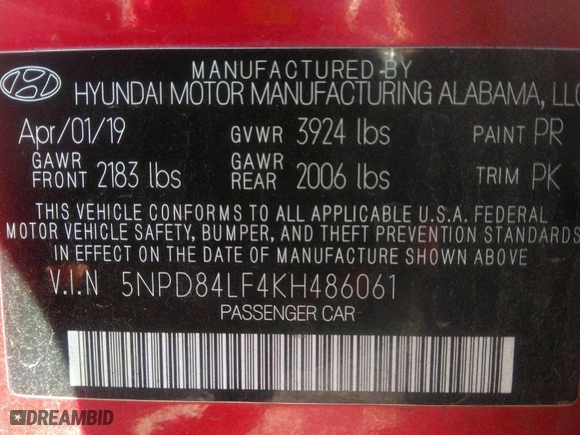 MANUFACTURED BY
HYUNDAI MOTOR MANUFACTURING ALABAMA, LLC
Apr/01/19 GVWR 3924 lbs PAINT PR
GAWR FRONT 2183 lbs GAWR REAR 2006 lbs TRIM PK
THIS VEHICLE CONFORMS TO ALL APPLICABLE U.S.A. FEDERAL
MOTOR VEHICLE SAFETY, BUMPER, AND THEFT PREVENTION STANDARDS
IN EFFECT ON THE DATE OF MANUFACTURE SHOWN ABOVE.
V.I.N 5NPD84LF4KH486061
PASSENGER CAR
DREAMBID